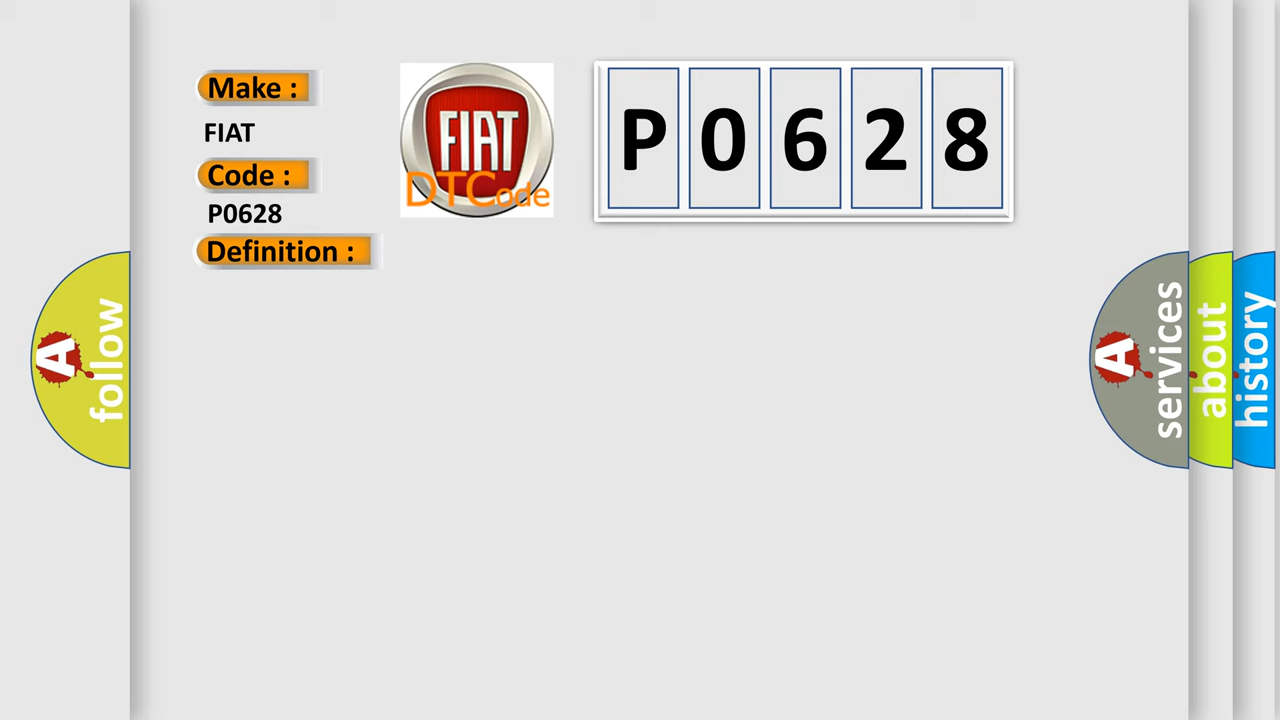 Make :
FIAT
Code :
P0628
Definition :
FIAT
DTCode
P 0 6 2 8
A
follow
A
services
about
history